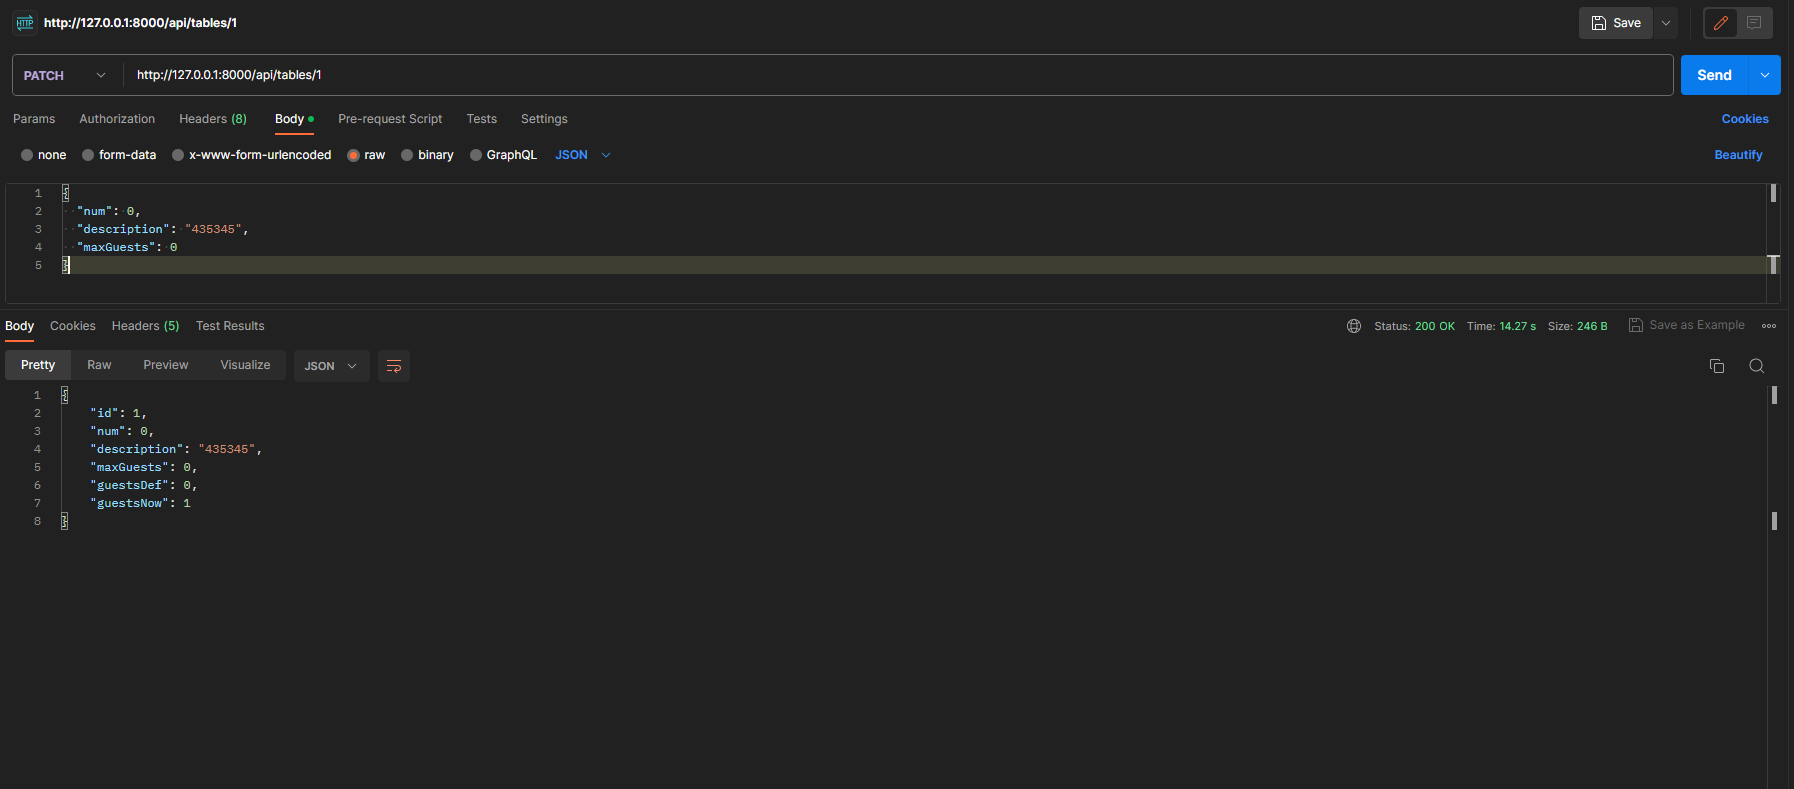 HTTP http://127.0.0.1:8000/api/tables/1 Save
PATCH http://127.0.0.1:8000/api/tables/1 Send
Params Authorization Headers (8) Body Pre-request Script Tests Settings Cookies
none form-data x-www-form-urlencoded raw binary GraphQL JSON Beautify
1 {
2 "num": 0,
3 "description": "435345",
4 "maxGuests": 0
5 }
Body Cookies Headers (5) Test Results Status: 200 OK Time: 14.27 s Size: 246 B Save as Example
Pretty Raw Preview Visualize JSON
1 {
2 "id": 1,
3 "num": 0,
4 "description": "435345",
5 "maxGuests": 0,
6 "guestsDef": 0,
7 "guestsNow": 1
8 }